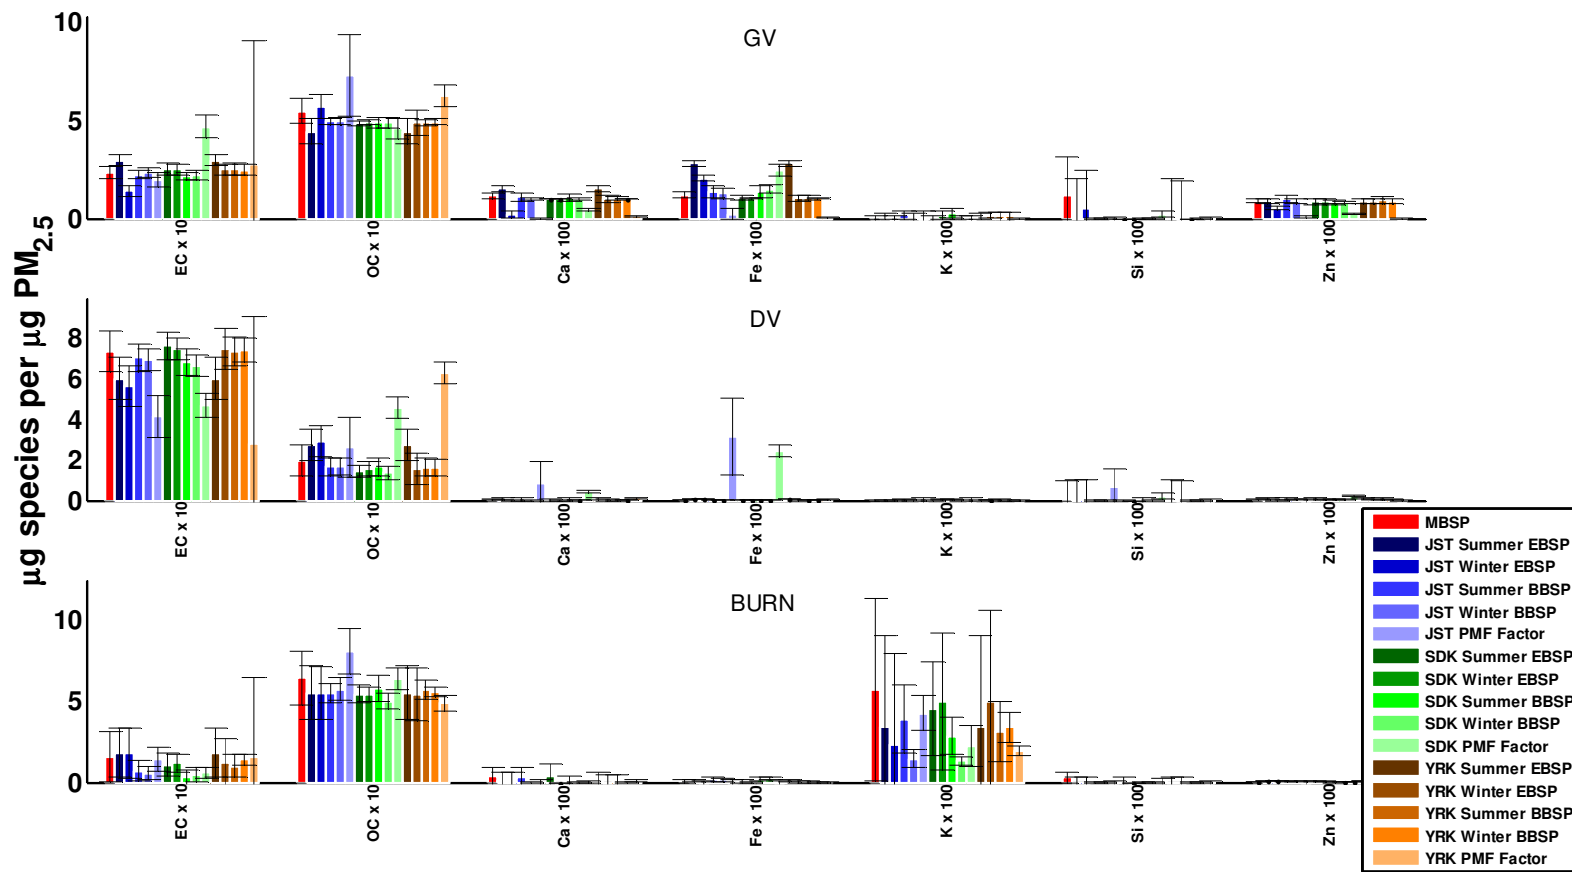 μg species per μg PM2.5
10
5
0
GV
EC x 10
OC x 10
Ca x 100
Fe x 100
K x 100
Si x 100
Zn x 100
8
6
4
2
0
DV
EC x 10
OC x 10
Ca x 100
Fe x 100
K x 100
Si x 100
Zn x 100
10
5
0
BURN
EC x 10
OC x 10
Ca x 100
Fe x 100
K x 100
Si x 100
Zn x 100
MBSP
JST Summer EBSP
JST Winter EBSP
JST Summer BBSP
JST Winter BBSP
JST PMF Factor
SDK Summer EBSP
SDK Winter EBSP
SDK Summer BBSP
SDK Winter BBSP
SDK PMF Factor
YRK Summer EBSP
YRK Winter EBSP
YRK Summer BBSP
YRK Winter BBSP
YRK PMF Factor